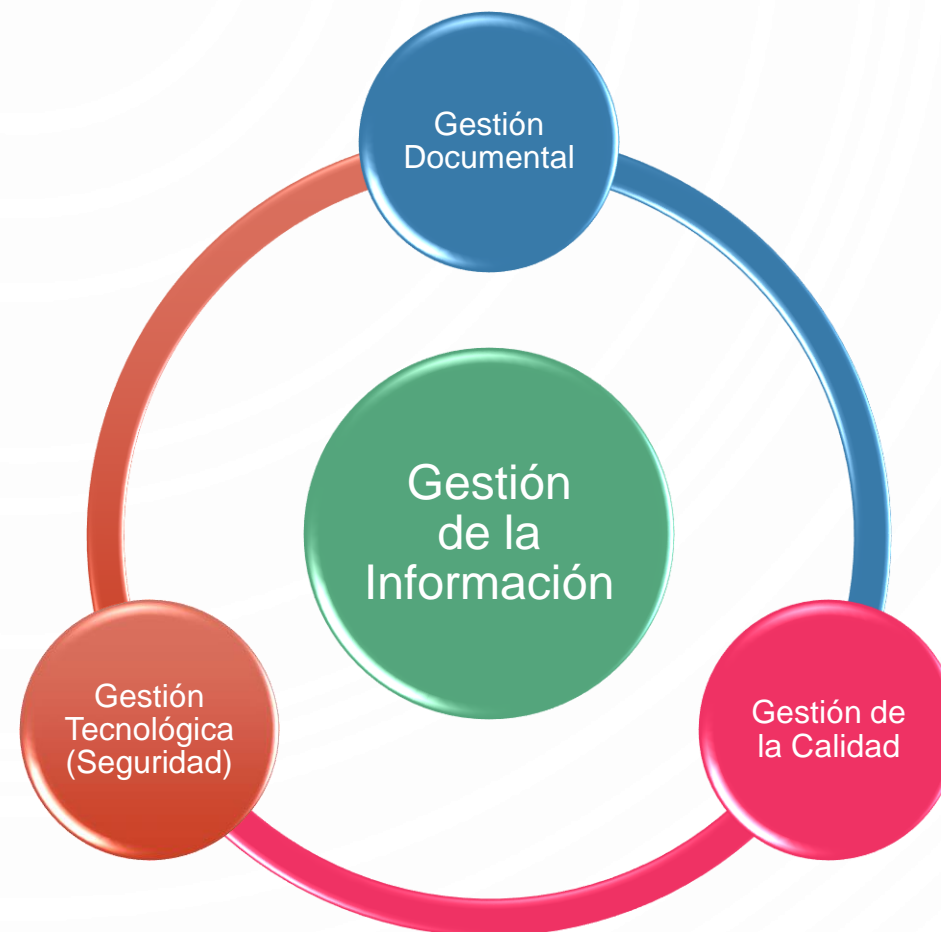 Gestión
Documental
Gestión
de la
Información
Gestión
Tecnológica
(Seguridad)
Gestión de
la Calidad